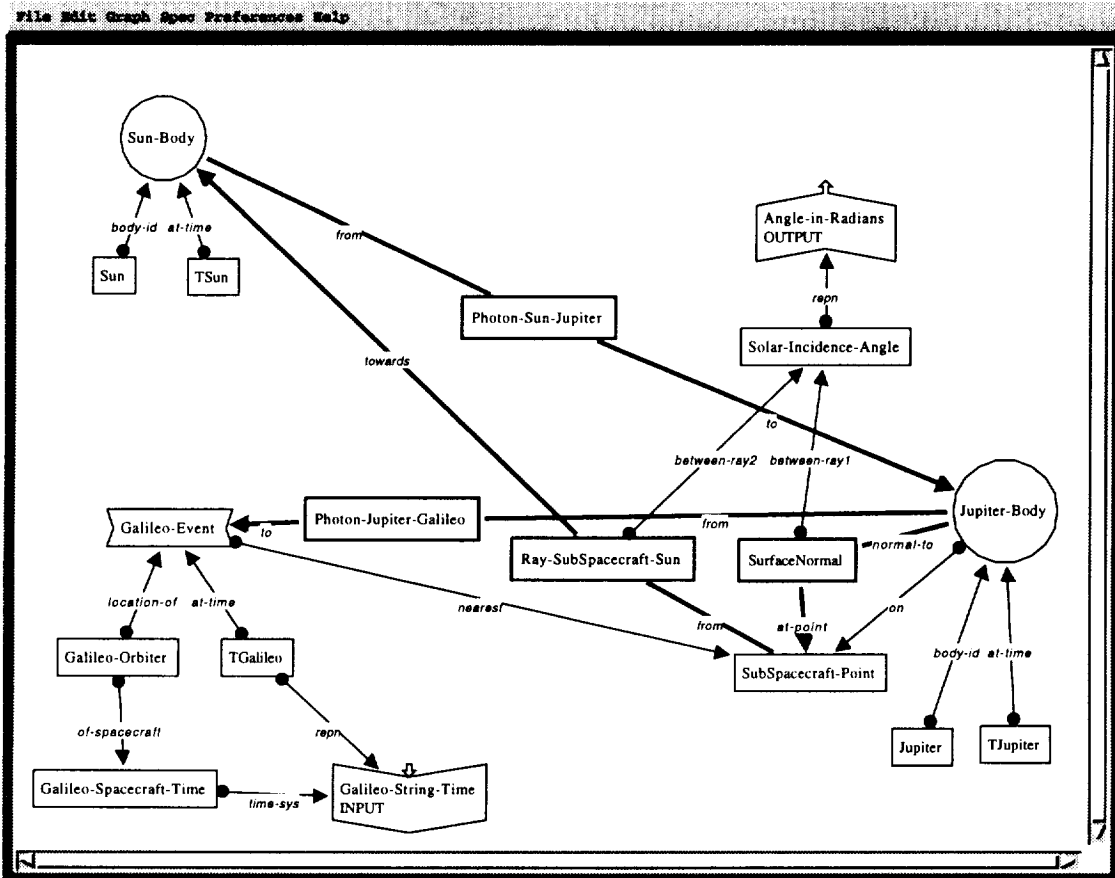 File Edit Graph Spec Preferences Help
Sun-Body
body-id at-time
Sun
TSun
from
Angle-in-Radians
OUTPUT
repn
Photon-Sun-Jupiter
Solar-Incidence-Angle
towards
to
between-ray2
between-ray1
Galileo-Event
to
Photon-Jupiter-Galileo
from
Jupiter-Body
Ray-SubSpacecraft-Sun
SurfaceNormal
normal-to
location-of
at-time
nearest
from
at-point
on
Galileo-Orbiter
TGalileo
SubSpacecraft-Point
body-id at-time
of-spacecraft
repn
Jupiter
TJupiter
Galileo-Spacecraft-Time
time-sys
Galileo-String-Time
INPUT